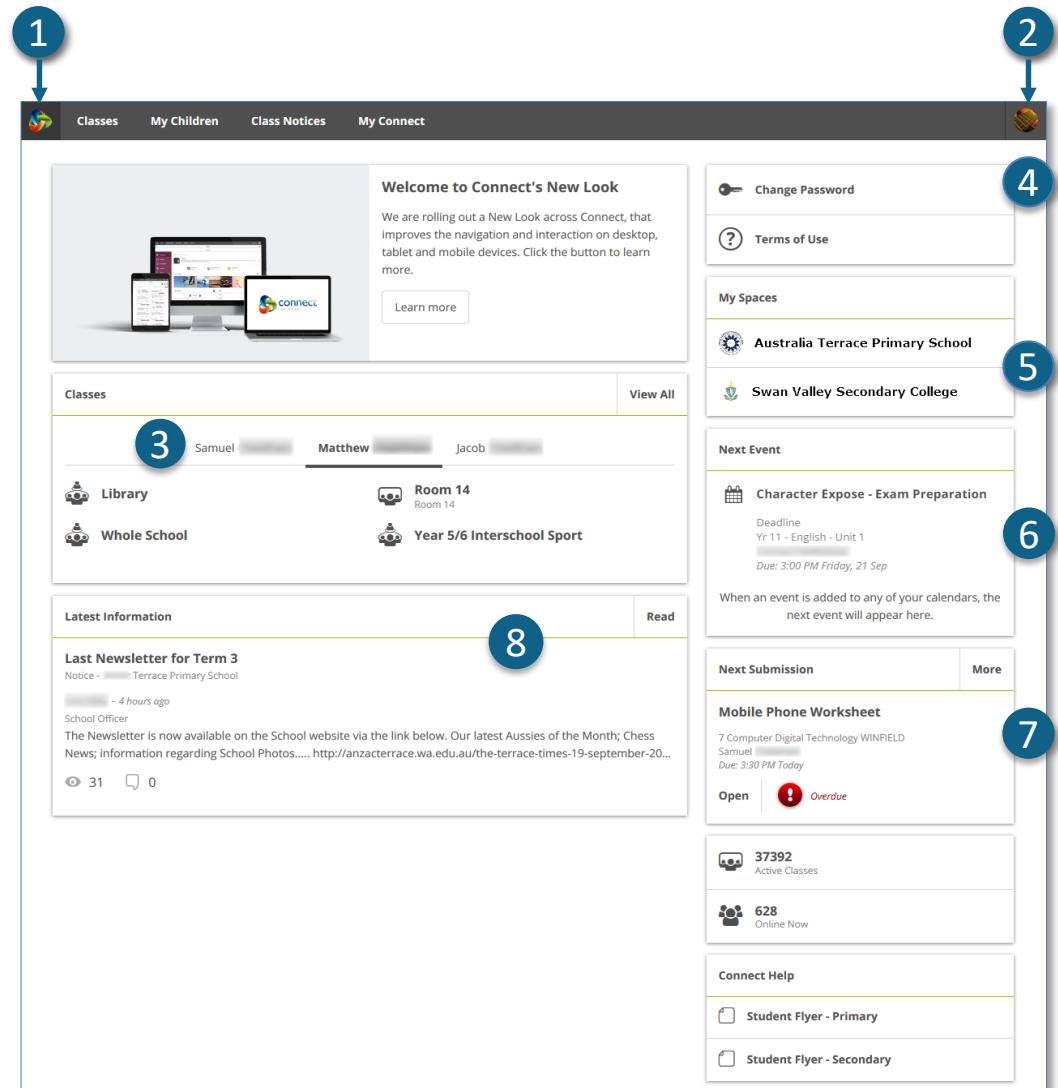 1
2
Classes My Children Class Notices My Connect
Welcome to Connect's New Look
We are rolling out a New Look across Connect, that
improves the navigation and interaction on desktop,
tablet and mobile devices. Click the button to learn
more.
Learn more
connect
4
Change Password
Terms of Use
My Spaces
Australia Terrace Primary School
5
Swan Valley Secondary College
Classes View All
3
Samuel Matthew Jacob
Library
Room 14
Room 14
Whole School
Year 5/6 Interschool Sport
Next Event
Character Expose - Exam Preparation
6
Deadline
Yr 11 - English - Unit 1
Due: 3:00 PM Friday, 21 Sep
When an event is added to any of your calendars, the
next event will appear here.
Latest Information Read
8
Last Newsletter for Term 3
Notice - Terrace Primary School
- 4 hours ago
School Officer
The Newsletter is now available on the School website via the link below. Our latest Aussies of the Month; Chess
News; information regarding School Photos..... http://anzacterrace.wa.edu.au/the-terrace-times-19-september-20...
31 0
Next Submission More
Mobile Phone Worksheet
7
7 Computer Digital Technology WINFIELD
Samuel
Due: 3:30 PM Today
Open Overdue
37392
Active Classes
628
Online Now
Connect Help
Student Flyer - Primary
Student Flyer - Secondary